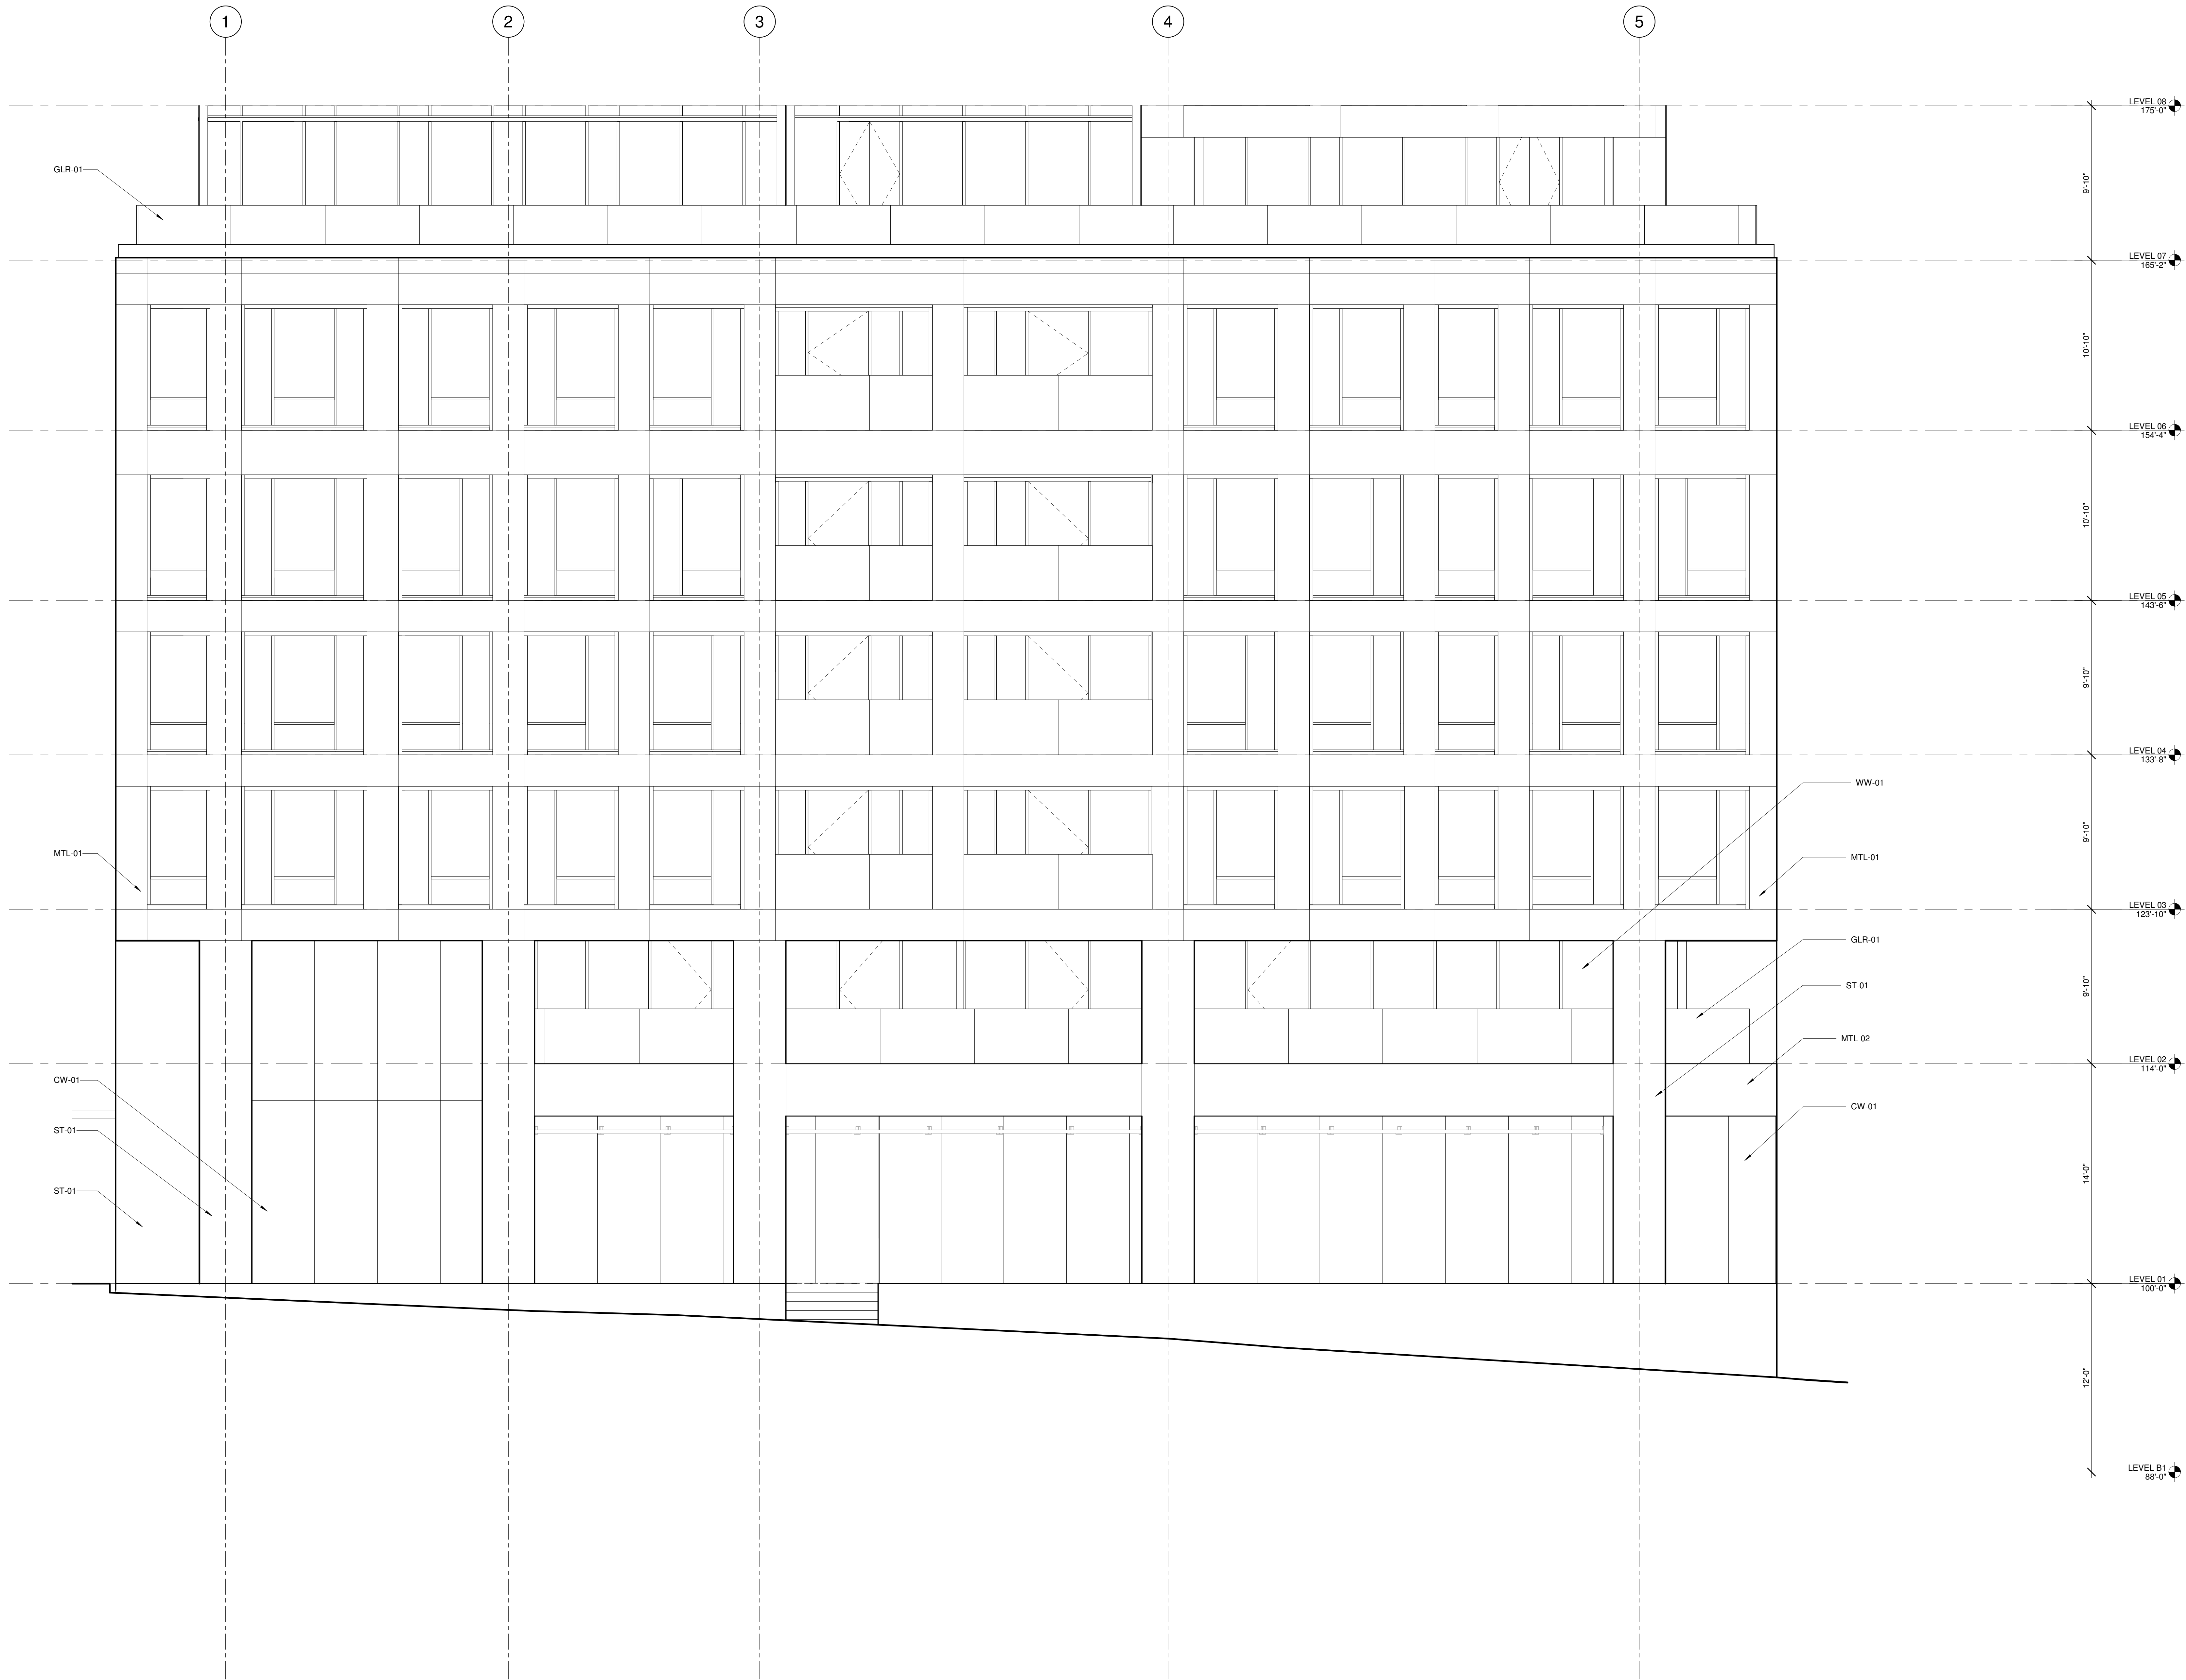 1
2
3
4
5
LEVEL 08
175'-0"
GLR-01
9'-10"
LEVEL 07
165'-2"
10'-10"
LEVEL 06
154'-4"
10'-10"
LEVEL 05
143'-6"
9'-10"
LEVEL 04
133'-8"
WW-01
9'-10"
MTL-01
MTL-01
LEVEL 03
123'-10"
GLR-01
9'-10"
ST-01
MTL-02
LEVEL 02
114'-0"
CW-01
CW-01
ST-01
14'-0"
ST-01
LEVEL 01
100'-0"
12'-0"
LEVEL B1
88'-0"